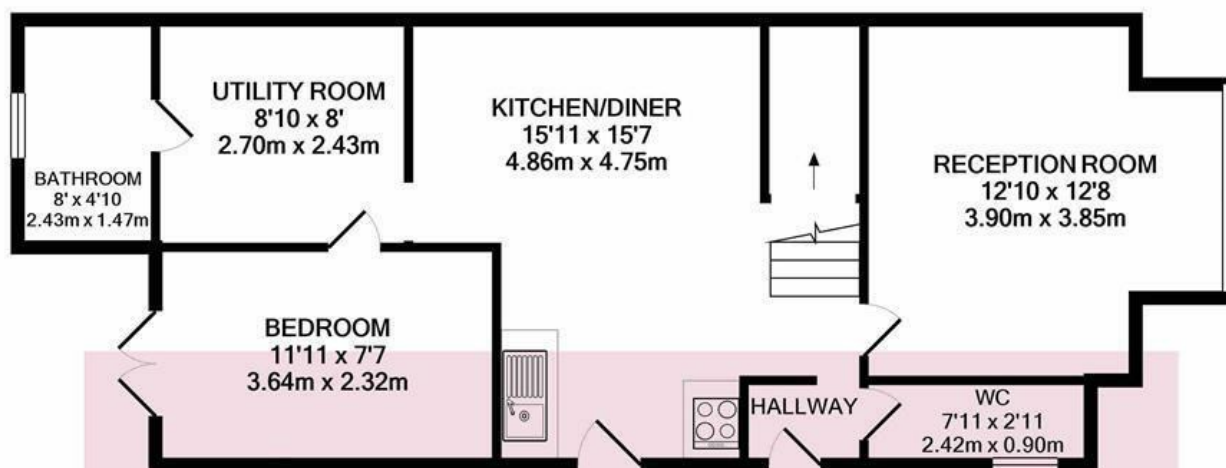 UTILITY ROOM
8'10 x 8'
2.70m x 2.43m
KITCHEN/DINER
15'11 x 15'7
4.86m x 4.75m
BATHROOM
8' x 4'10
2.43m x 1.47m
RECEPTION ROOM
12'10 x 12'8
3.90m x 3.85m
BEDROOM
11'11 x 7'7
3.64m x 2.32m
HALLWAY
WC
7'11 x 2'11
2.42m x 0.90m